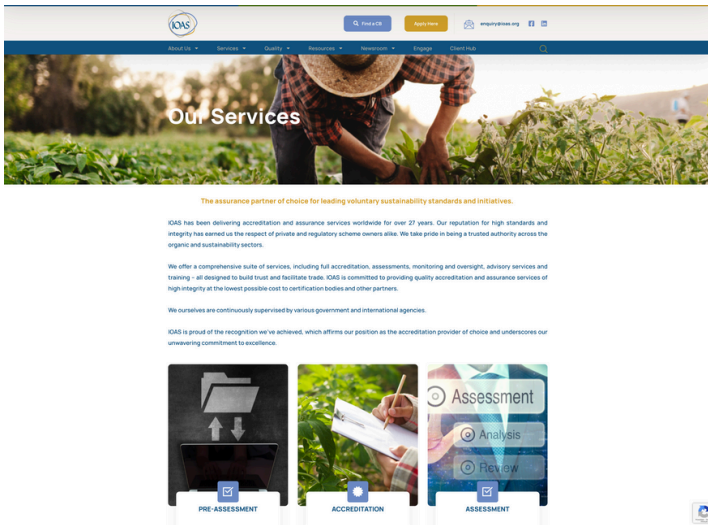 IOAS
Find a CB
Apply Here
enquiry@ioas.org
About Us
Services
Quality
Resources
Newsroom
Engage
Client Hub
Our Services
The assurance partner of choice for leading voluntary sustainability standards and initiatives.
IOAS has been delivering accreditation and assurance services worldwide for over 27 years. Our reputation for high standards and
integrity has earned us the respect of private and regulatory scheme owners alike. We take pride in being a trusted authority across the
organic and sustainability sectors.
We offer a comprehensive suite of services, including full accreditation, assessments, monitoring and oversight, advisory services and
training - all designed to build trust and facilitate trade. IOAS is committed to providing quality accreditation and assurance services of
high integrity at the lowest possible cost to certification bodies and other partners.
We ourselves are continuously supervised by various government and international agencies.
IOAS is proud of the recognition we've achieved, which affirms our position as the accreditation provider of choice and underscores our
unwavering commitment to excellence.
Assessment
Analysis
Review
PRE-ASSESSMENT
ACCREDITATION
ASSESSMENT